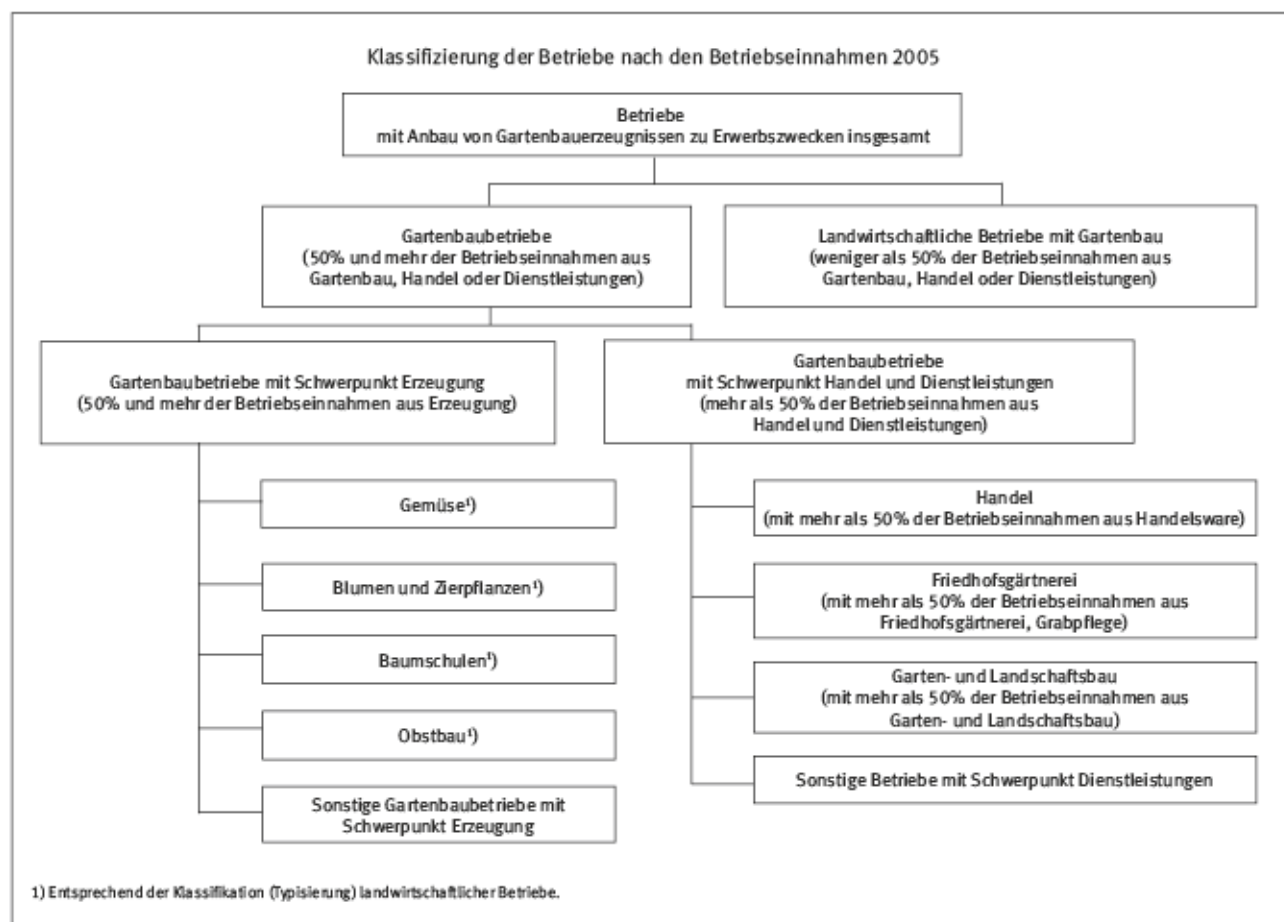 Klassifizierung der Betriebe nach den Betriebseinnahmen 2005
Betriebe
mit Anbau von Gartenbauerzeugnissen zu Erwerbszwecken insgesamt
Gartenbaubetriebe
(50% und mehr der Betriebseinnahmen aus
Gartenbau, Handel oder Dienstleistungen)
Landwirtschaftliche Betriebe mit Gartenbau
(weniger als 50% der Betriebseinnahmen aus
Gartenbau, Handel oder Dienstleistungen)
Gartenbaubetriebe mit Schwerpunkt Erzeugung
(50% und mehr der Betriebseinnahmen aus Erzeugung)
Gartenbaubetriebe
mit Schwerpunkt Handel und Dienstleistungen
(mehr als 50% der Betriebseinnahmen aus
Handel und Dienstleistungen)
Gemüse¹)
Blumen und Zierpflanzen¹)
Baumschulen¹)
Obstbau¹)
Sonstige Gartenbaubetriebe mit
Schwerpunkt Erzeugung
Handel
(mit mehr als 50% der Betriebseinnahmen aus Handelsware)
Friedhofsgärtnerei
(mit mehr als 50% der Betriebseinnahmen aus
Friedhofsgärtnerei, Grabpflege)
Garten- und Landschaftsbau
(mit mehr als 50% der Betriebseinnahmen aus
Garten- und Landschaftsbau)
Sonstige Betriebe mit Schwerpunkt Dienstleistungen
1) Entsprechend der Klassifikation (Typisierung) landwirtschaftlicher Betriebe.